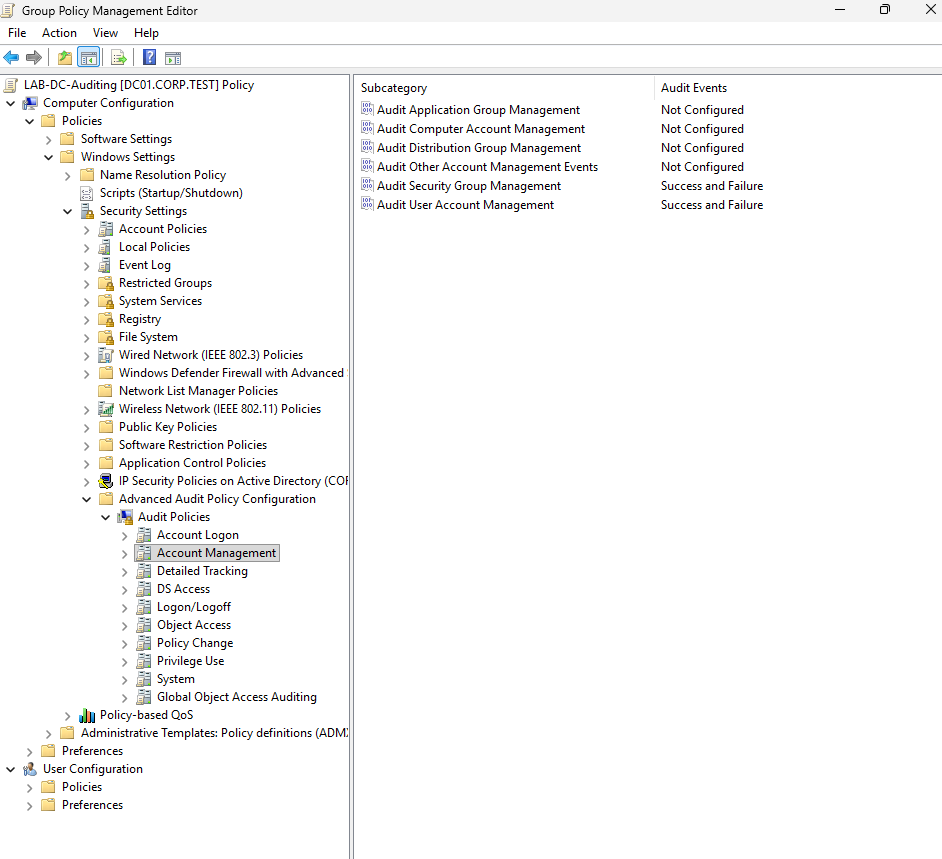 Group Policy Management Editor
File Action View Help
LAB-DC-Auditing [DC01.CORP.TEST] Policy
Computer Configuration
Policies
Software Settings
Windows Settings
Name Resolution Policy
Scripts (Startup/Shutdown)
Security Settings
Account Policies
Local Policies
Event Log
Restricted Groups
System Services
Registry
File System
Wired Network (IEEE 802.3) Policies
Windows Defender Firewall with Advanced
Network List Manager Policies
Wireless Network (IEEE 802.11) Policies
Public Key Policies
Software Restriction Policies
Application Control Policies
IP Security Policies on Active Directory (COR
Advanced Audit Policy Configuration
Audit Policies
Account Logon
Account Management
Detailed Tracking
DS Access
Logon/Logoff
Object Access
Policy Change
Privilege Use
System
Global Object Access Auditing
Policy-based QoS
Administrative Templates: Policy definitions (ADMX
Preferences
User Configuration
Policies
Preferences
Subcategory Audit Events
Audit Application Group Management Not Configured
Audit Computer Account Management Not Configured
Audit Distribution Group Management Not Configured
Audit Other Account Management Events Not Configured
Audit Security Group Management Success and Failure
Audit User Account Management Success and Failure